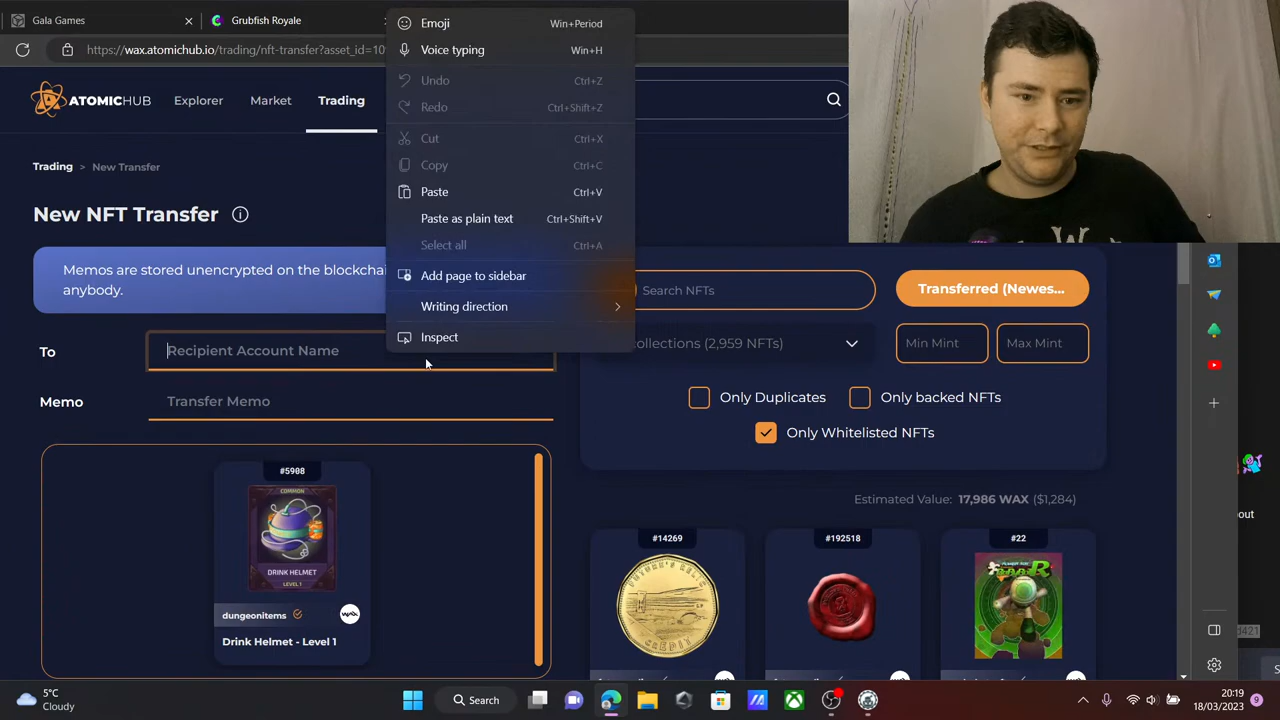 Gala Games
Grubfish Royale
https://wax.atomichub.io/trading/nft-transfer?asset_id=10
ATOMICHUB
Explorer
Market
Trading
Emoji Win+Period
Voice typing Win+H
Undo Ctrl+Z
Redo Ctrl+Shift+Z
Cut Ctrl+X
Copy Ctrl+C
Paste Ctrl+V
Paste as plain text Ctrl+Shift+V
Select all Ctrl+A
Add page to sidebar
Writing direction
Inspect
Trading > New Transfer
New NFT Transfer
Memos are stored unencrypted on the blockchai
anybody.
To Recipient Account Name
Memo Transfer Memo
#5908
COMMON
DRINK HELMET
LEVEL 1
dungeonitems
WAX
Drink Helmet - Level 1
Search NFTs
Transferred (Newes...
ollections (2,959 NFTs)
Min Mint
Max Mint
Only Duplicates
Only backed NFTs
Only Whitelisted NFTs
Estimated Value: 17,986 WAX ($1,284)
#14269
#192518
#22
CREDIT
out
d421
5°C
Cloudy
Search
20:19
18/03/2023
9